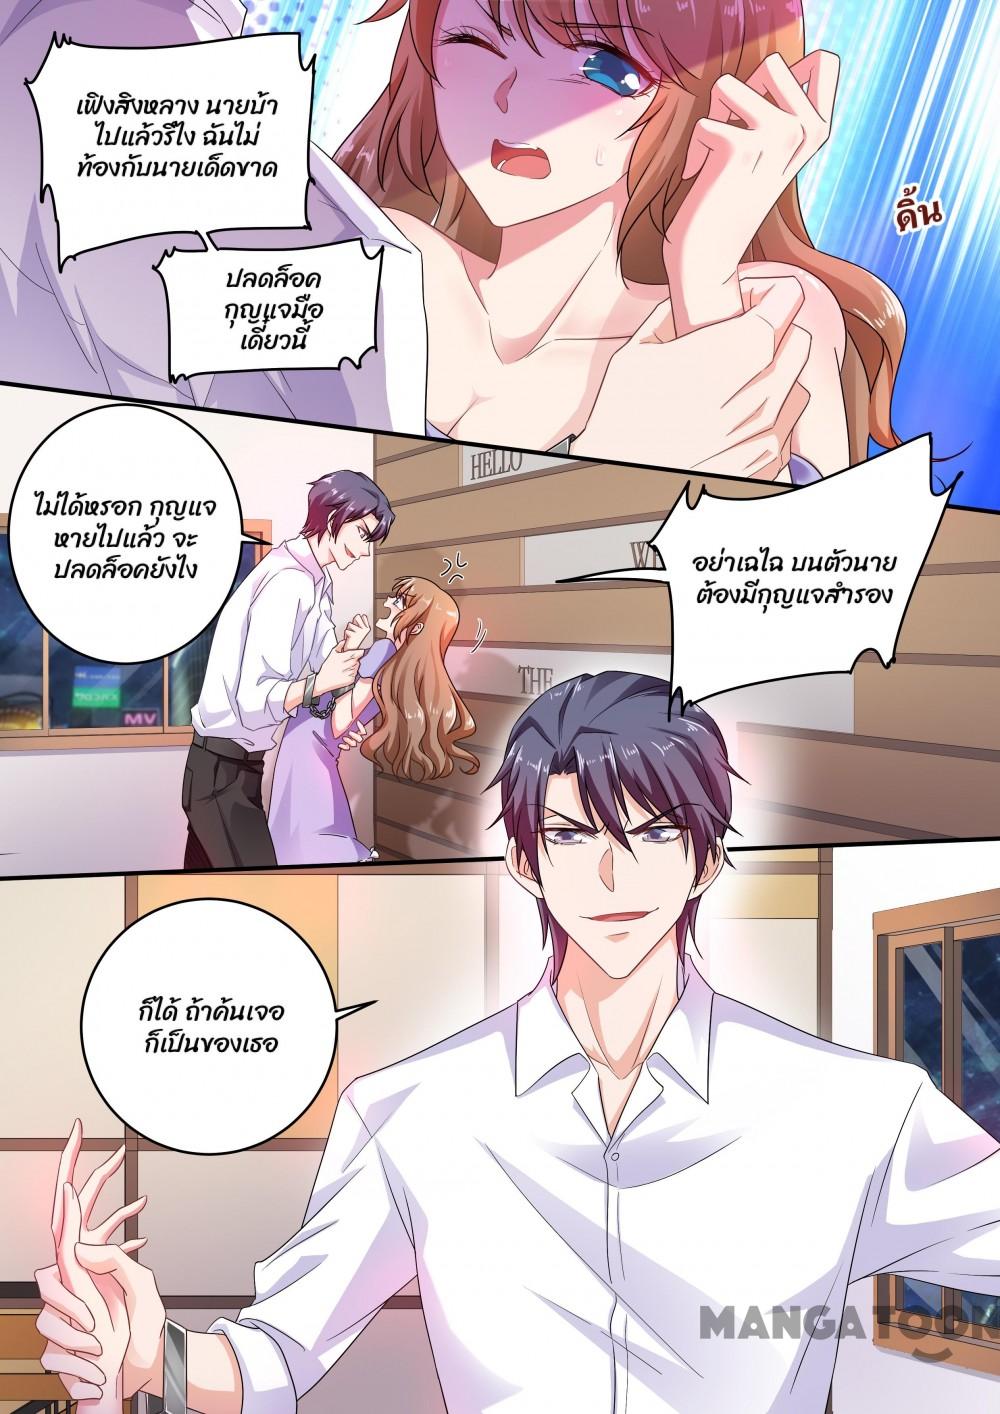 เฟิงสิงหลาง นายบ้า
ไปแล้วรึไง ฉันไม่
ท้องกับนายเด็ดขาด
ดิ้น
ปลดล็อค
กุญแจมือ
เดี๋ยวนี้
HELLO
ไม่ได้หรอก กุญแจ
หายไปแล้ว จะ
ปลดล็อคยังไง
อย่าเฉไฉ บนตัวนาย
ต้องมีกุญแจสำรอง
THE
MV
ก็ได้ ถ้าค้นเจอ
ก็เป็นของเธอ
MANGATOON